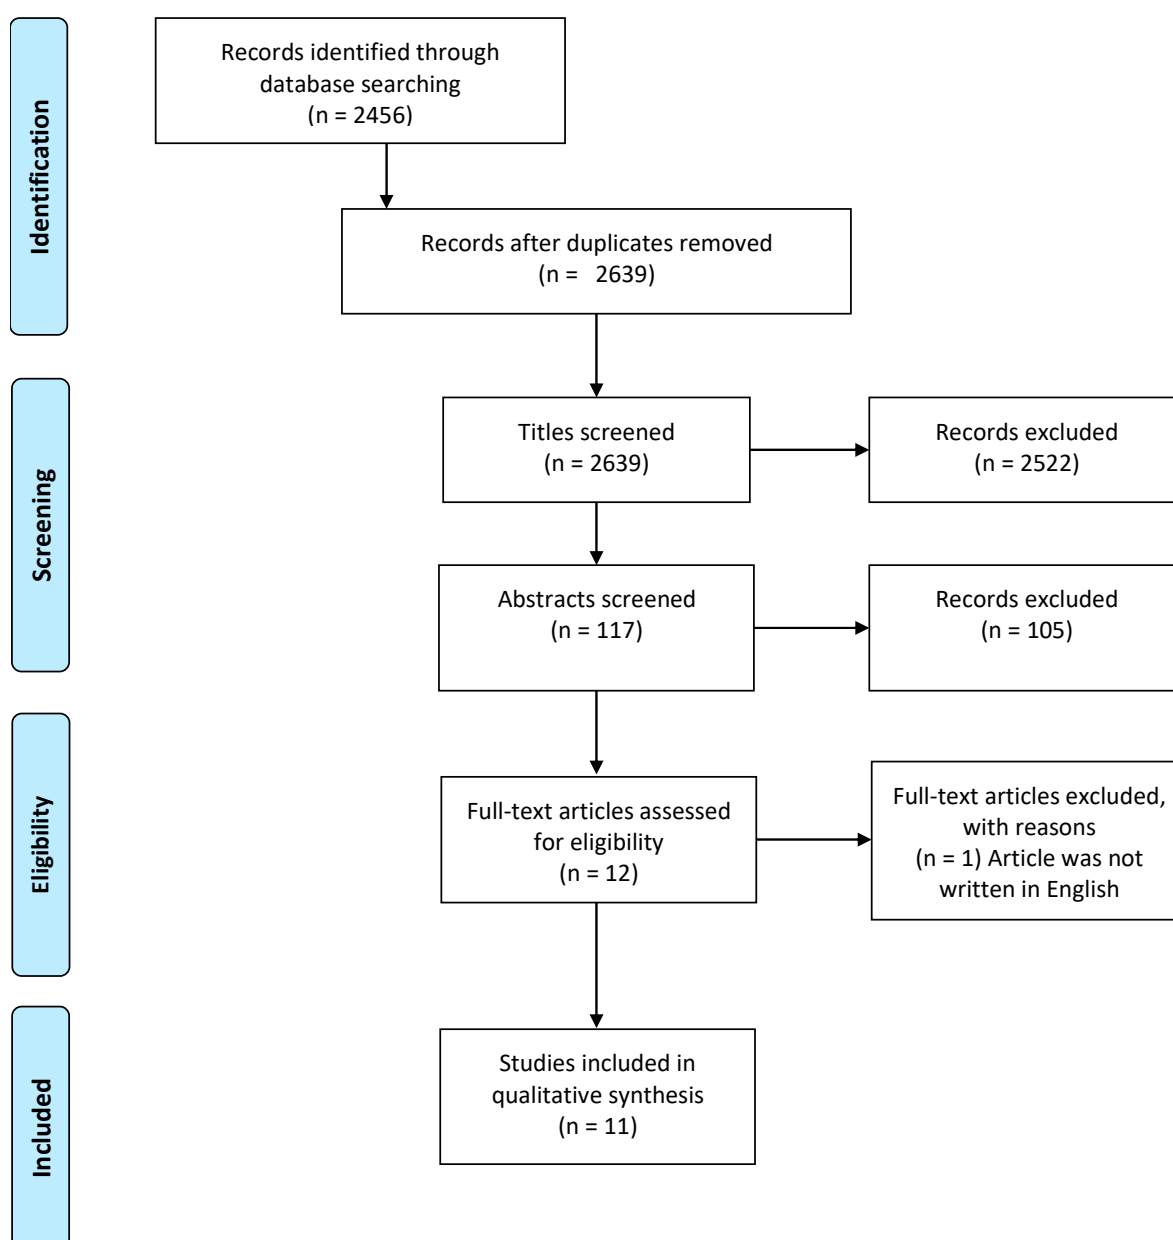 Identification
Records identified through
database searching
(n = 2456)
Records after duplicates removed
(n =   2639)
Screening
Titles screened
(n = 2639)
Records excluded
(n = 2522)
Abstracts screened
(n = 117)
Records excluded
(n = 105)
Eligibility
Full-text articles assessed
for eligibility
(n = 12)
Full-text articles excluded,
with reasons
(n = 1) Article was not
written in English
Included
Studies included in
qualitative synthesis
(n = 11)